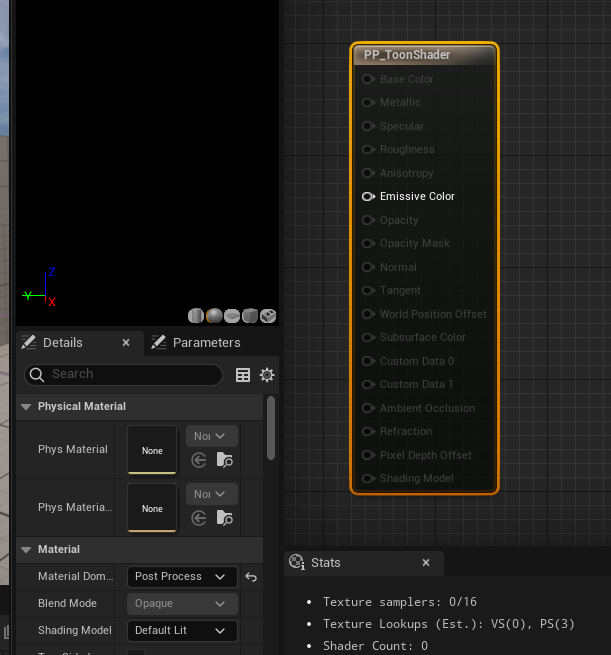 PP_ToonShader
Base Color
Metallic
Specular
Roughness
Anisotropy
Emissive Color
Opacity
Opacity Mask
Normal
Tangent
World Position Offset
Subsurface Color
Custom Data 0
Custom Data 1
Ambient Occlusion
Refraction
Pixel Depth Offset
Shading Model
Z
Y
X
Details
Parameters
Search
Physical Material
Phys Material
None
Phys Materia...
None
Material
Material Dom...
Post Process
Blend Mode
Opaque
Shading Model
Default Lit
Stats
• Texture samplers: 0/16
• Texture Lookups (Est.): VS(0), PS(3)
• Shader Count: 0